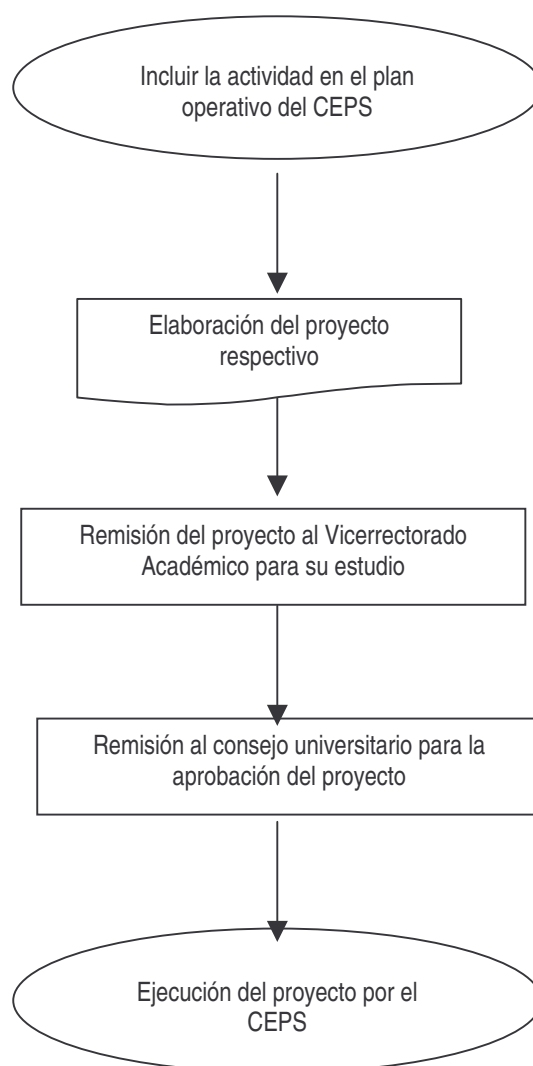 Incluir la actividad en el plan
operativo del CEPS
Elaboración del proyecto
respectivo
Remisión del proyecto al Vicerrectorado
Académico para su estudio
Remisión al consejo universitario para la
aprobación del proyecto
Ejecución del proyecto por el
CEPS